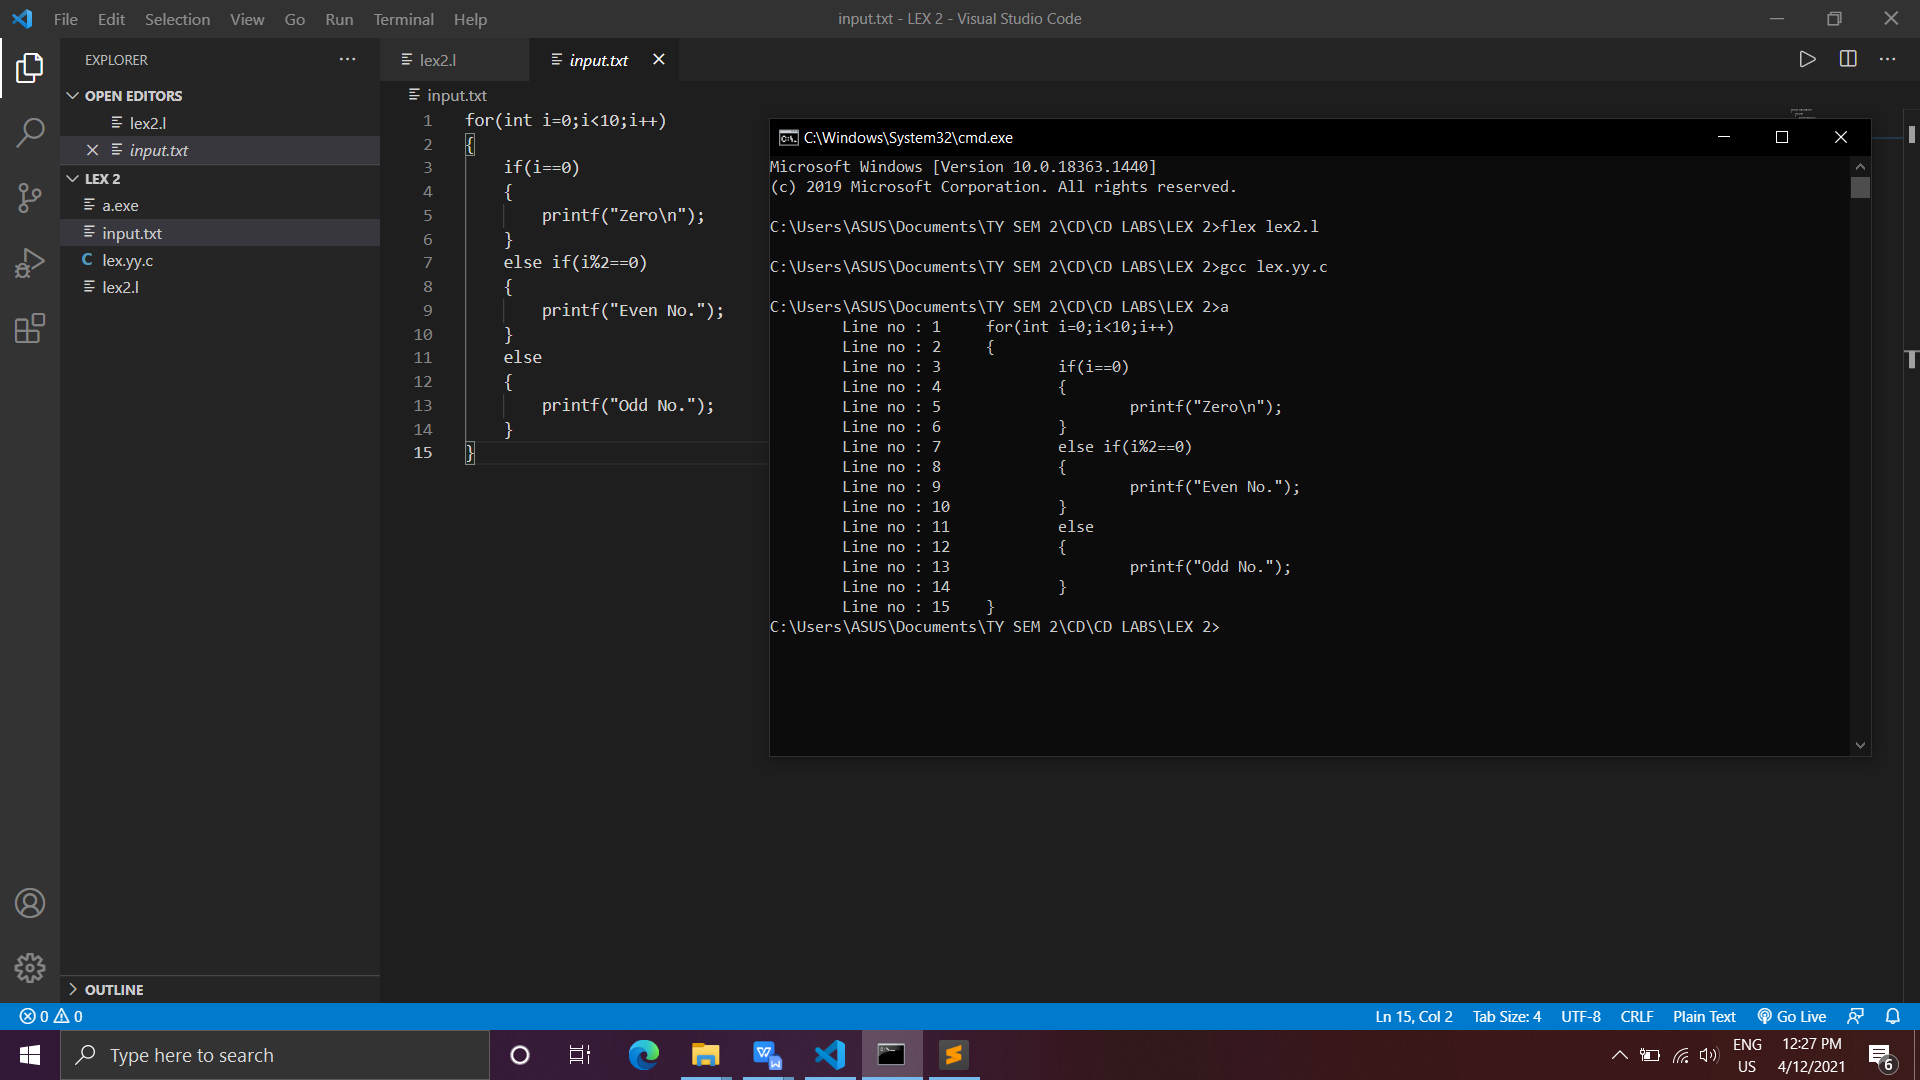 File Edit Selection View Go Run Terminal Help
input.txt - LEX 2 - Visual Studio Code
EXPLORER
OPEN EDITORS
lex2.l
input.txt
LEX 2
a.exe
input.txt
lex.yy.c
lex2.l
OUTLINE
lex2.l
input.txt
input.txt
1 for(int i=0;i<10;i++)
2 {
3 if(i==0)
4 {
5 printf("Zero\n");
6 }
7 else if(i%2==0)
8 {
9 printf("Even No.");
10 }
11 else
12 {
13 printf("Odd No.");
14 }
15 }
C:\Windows\System32\cmd.exe
Microsoft Windows [Version 10.0.18363.1440]
(c) 2019 Microsoft Corporation. All rights reserved.
C:\Users\ASUS\Documents\TY SEM 2\CD\CD LABS\LEX 2>flex lex2.l
C:\Users\ASUS\Documents\TY SEM 2\CD\CD LABS\LEX 2>gcc lex.yy.c
C:\Users\ASUS\Documents\TY SEM 2\CD\CD LABS\LEX 2>a
Line no : 1 for(int i=0;i<10;i++)
Line no : 2 {
Line no : 3 if(i==0)
Line no : 4 {
Line no : 5 printf("Zero\n");
Line no : 6 }
Line no : 7 else if(i%2==0)
Line no : 8 {
Line no : 9 printf("Even No.");
Line no : 10 }
Line no : 11 else
Line no : 12 {
Line no : 13 printf("Odd No.");
Line no : 14 }
Line no : 15 }
C:\Users\ASUS\Documents\TY SEM 2\CD\CD LABS\LEX 2>
0 0
Ln 15, Col 2 Tab Size: 4 UTF-8 CRLF Plain Text Go Live
Type here to search
ENG
US
12:27 PM
4/12/2021
6